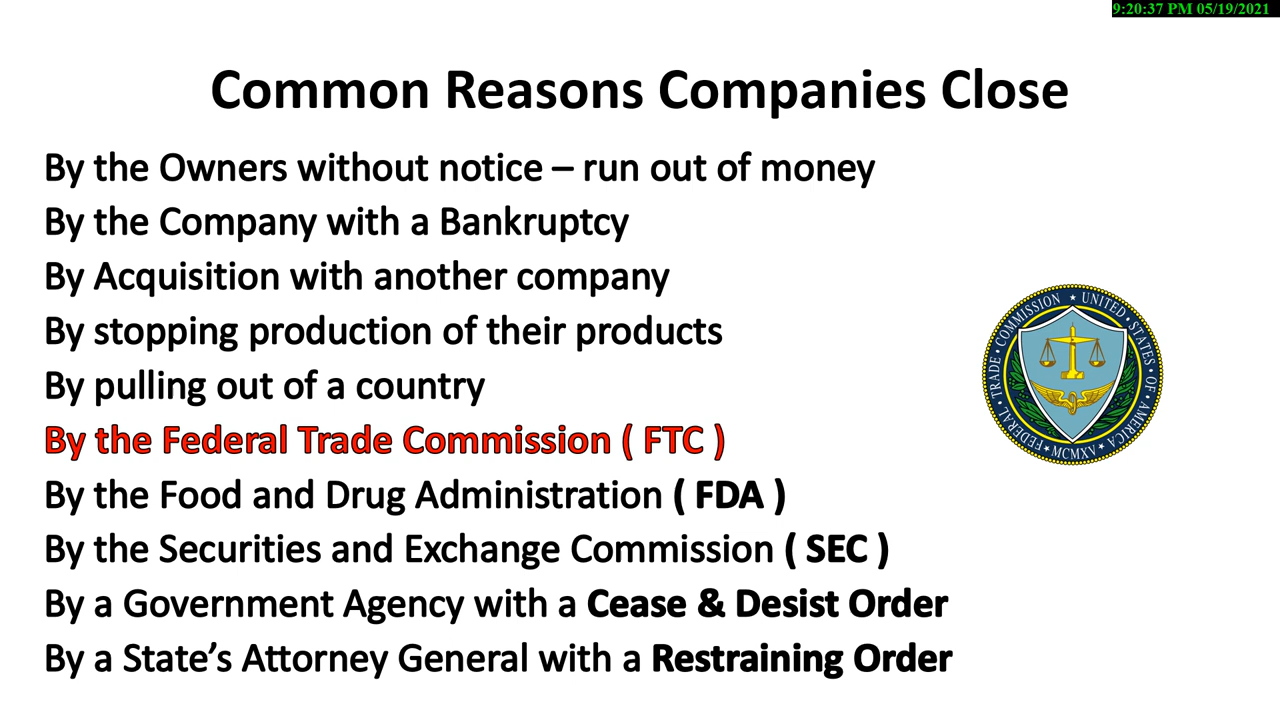 9:20:37 PM 05/19/2021
Common Reasons Companies Close
By the Owners without notice – run out of money
By the Company with a Bankruptcy
By Acquisition with another company
By stopping production of their products
By pulling out of a country
By the Federal Trade Commission ( FTC )
By the Food and Drug Administration ( FDA )
By the Securities and Exchange Commission ( SEC )
By a Government Agency with a Cease & Desist Order
By a State’s Attorney General with a Restraining Order
FEDERAL • TRADE • COMMISSION ★ UNITED • STATES • OF • AMERICA ★
MCMXV ★